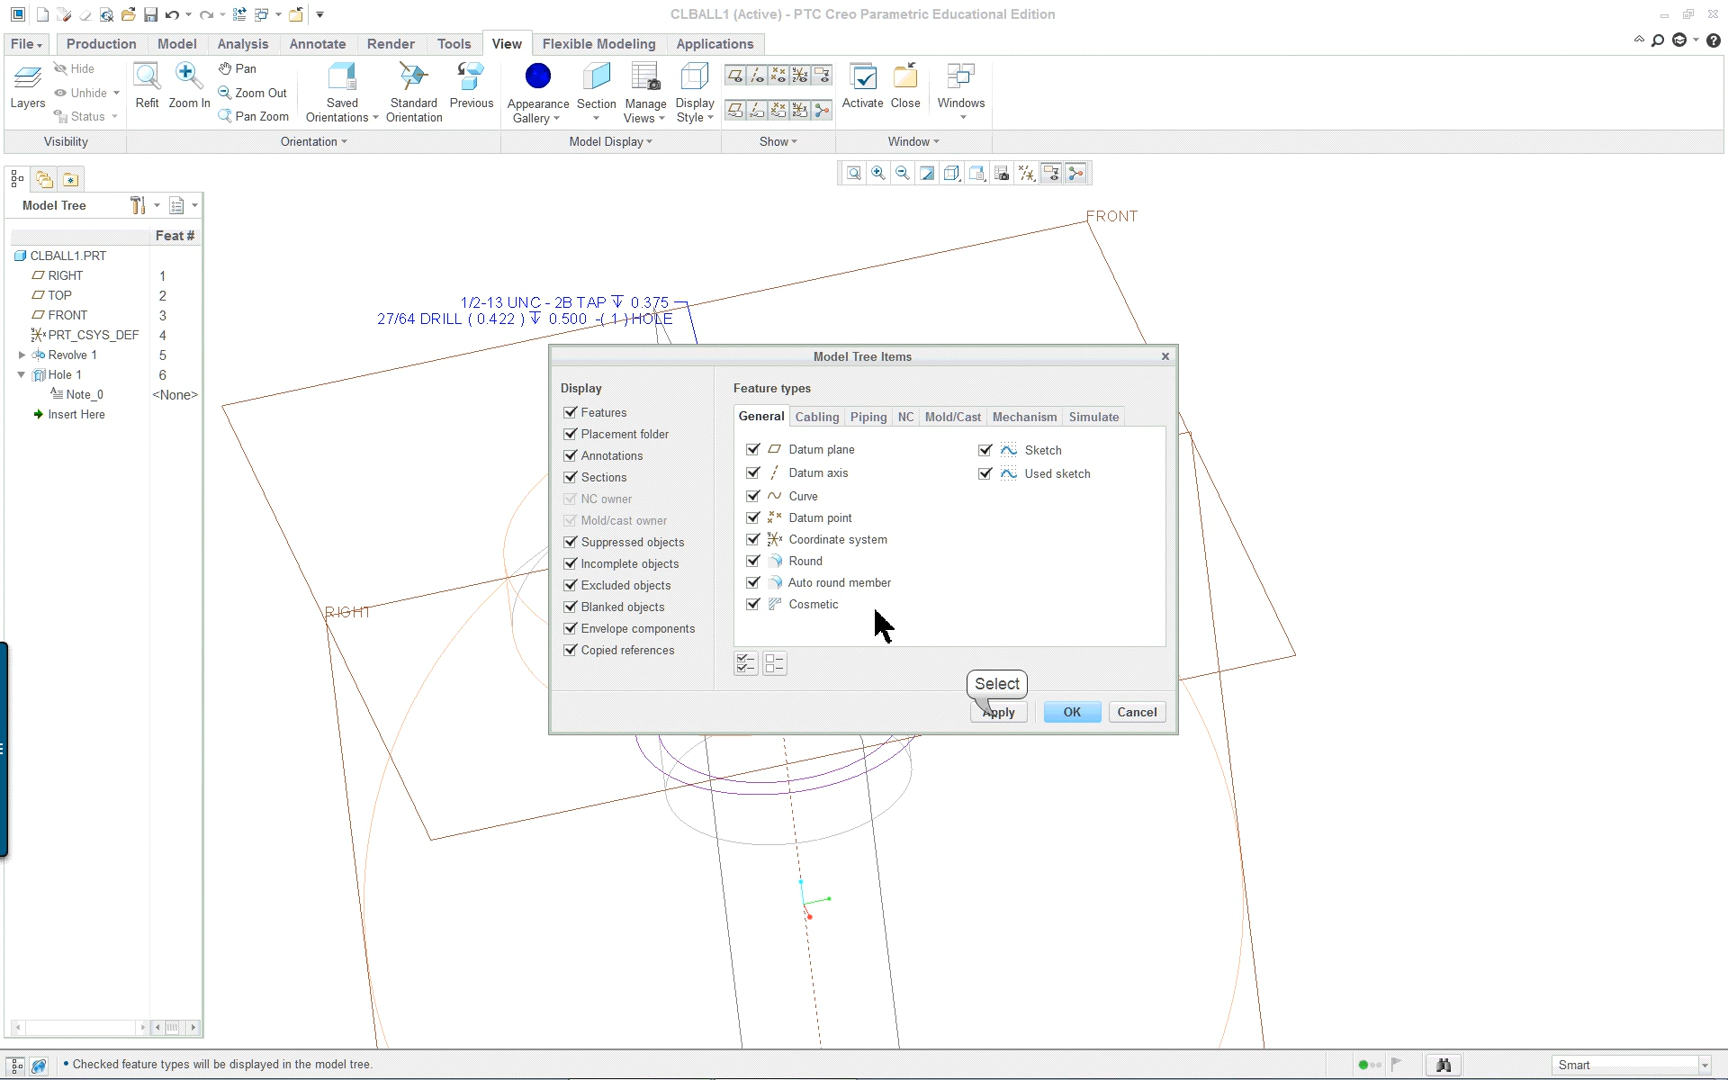 CLBALL1 (Active) - PTC Creo Parametric Educational Edition
File Production Model Analysis Annotate Render Tools View Flexible Modeling Applications
Layers
Hide
Unhide
Status
Refit
Zoom In
Pan
Zoom Out
Pan Zoom
Saved Orientations
Standard Orientation
Previous
Appearance Gallery
Section
Manage Views
Display Style
Activate
Close
Windows
Visibility Orientation Model Display Show Window
Model Tree
Feat #
CLBALL1.PRT
RIGHT 1
TOP 2
FRONT 3
PRT_CSYS_DEF 4
Revolve 1 5
Hole 1 6
Note_0 <None>
Insert Here
FRONT
1/2-13 UNC - 2B TAP ↧ 0.375
27/64 DRILL ( 0.422 ) ↧ 0.500 -( 1 ) HOLE
RIGHT
Model Tree Items
Display
Features
Placement folder
Annotations
Sections
NC owner
Mold/cast owner
Suppressed objects
Incomplete objects
Excluded objects
Blanked objects
Envelope components
Copied references
Feature types
General Cabling Piping NC Mold/Cast Mechanism Simulate
Datum plane
Datum axis
Curve
Datum point
Coordinate system
Round
Auto round member
Cosmetic
Sketch
Used sketch
Select
Apply OK Cancel
• Checked feature types will be displayed in the model tree.
Smart